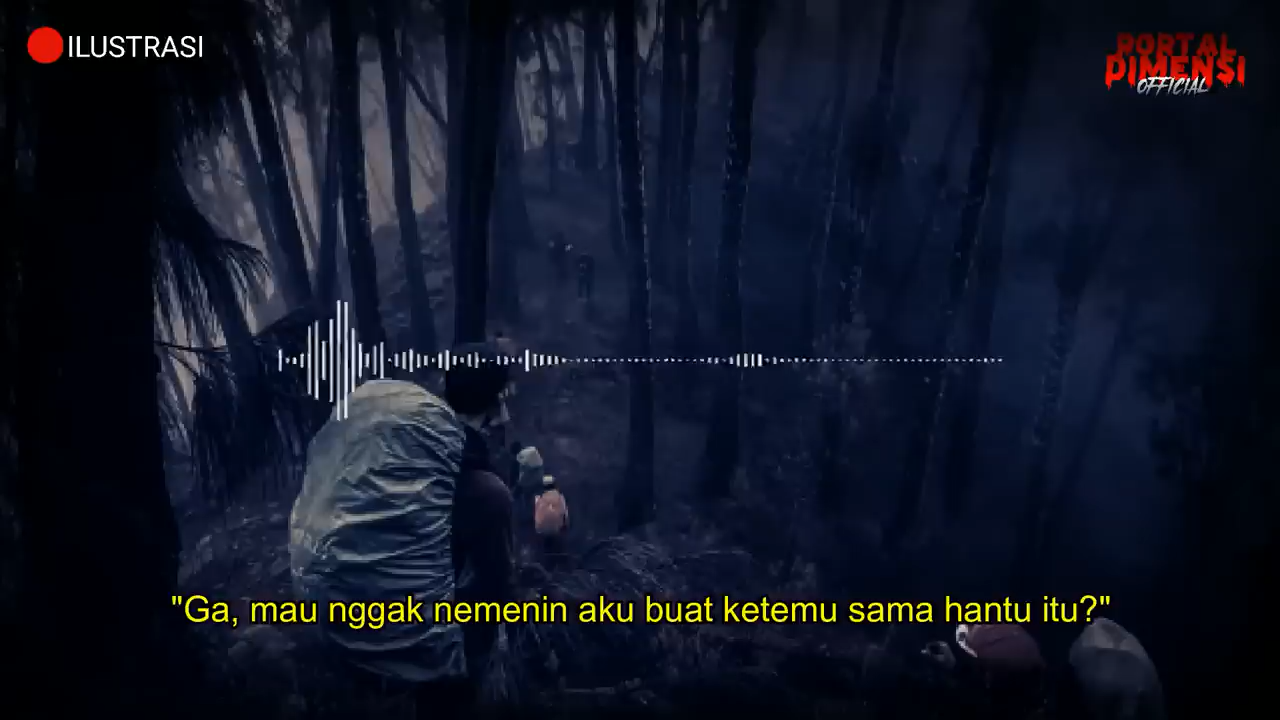 ILUSTRASI
PORTAL
DIMENSI
OFFICIAL
"Ga, mau nggak nemenin aku buat ketemu sama hantu itu?"